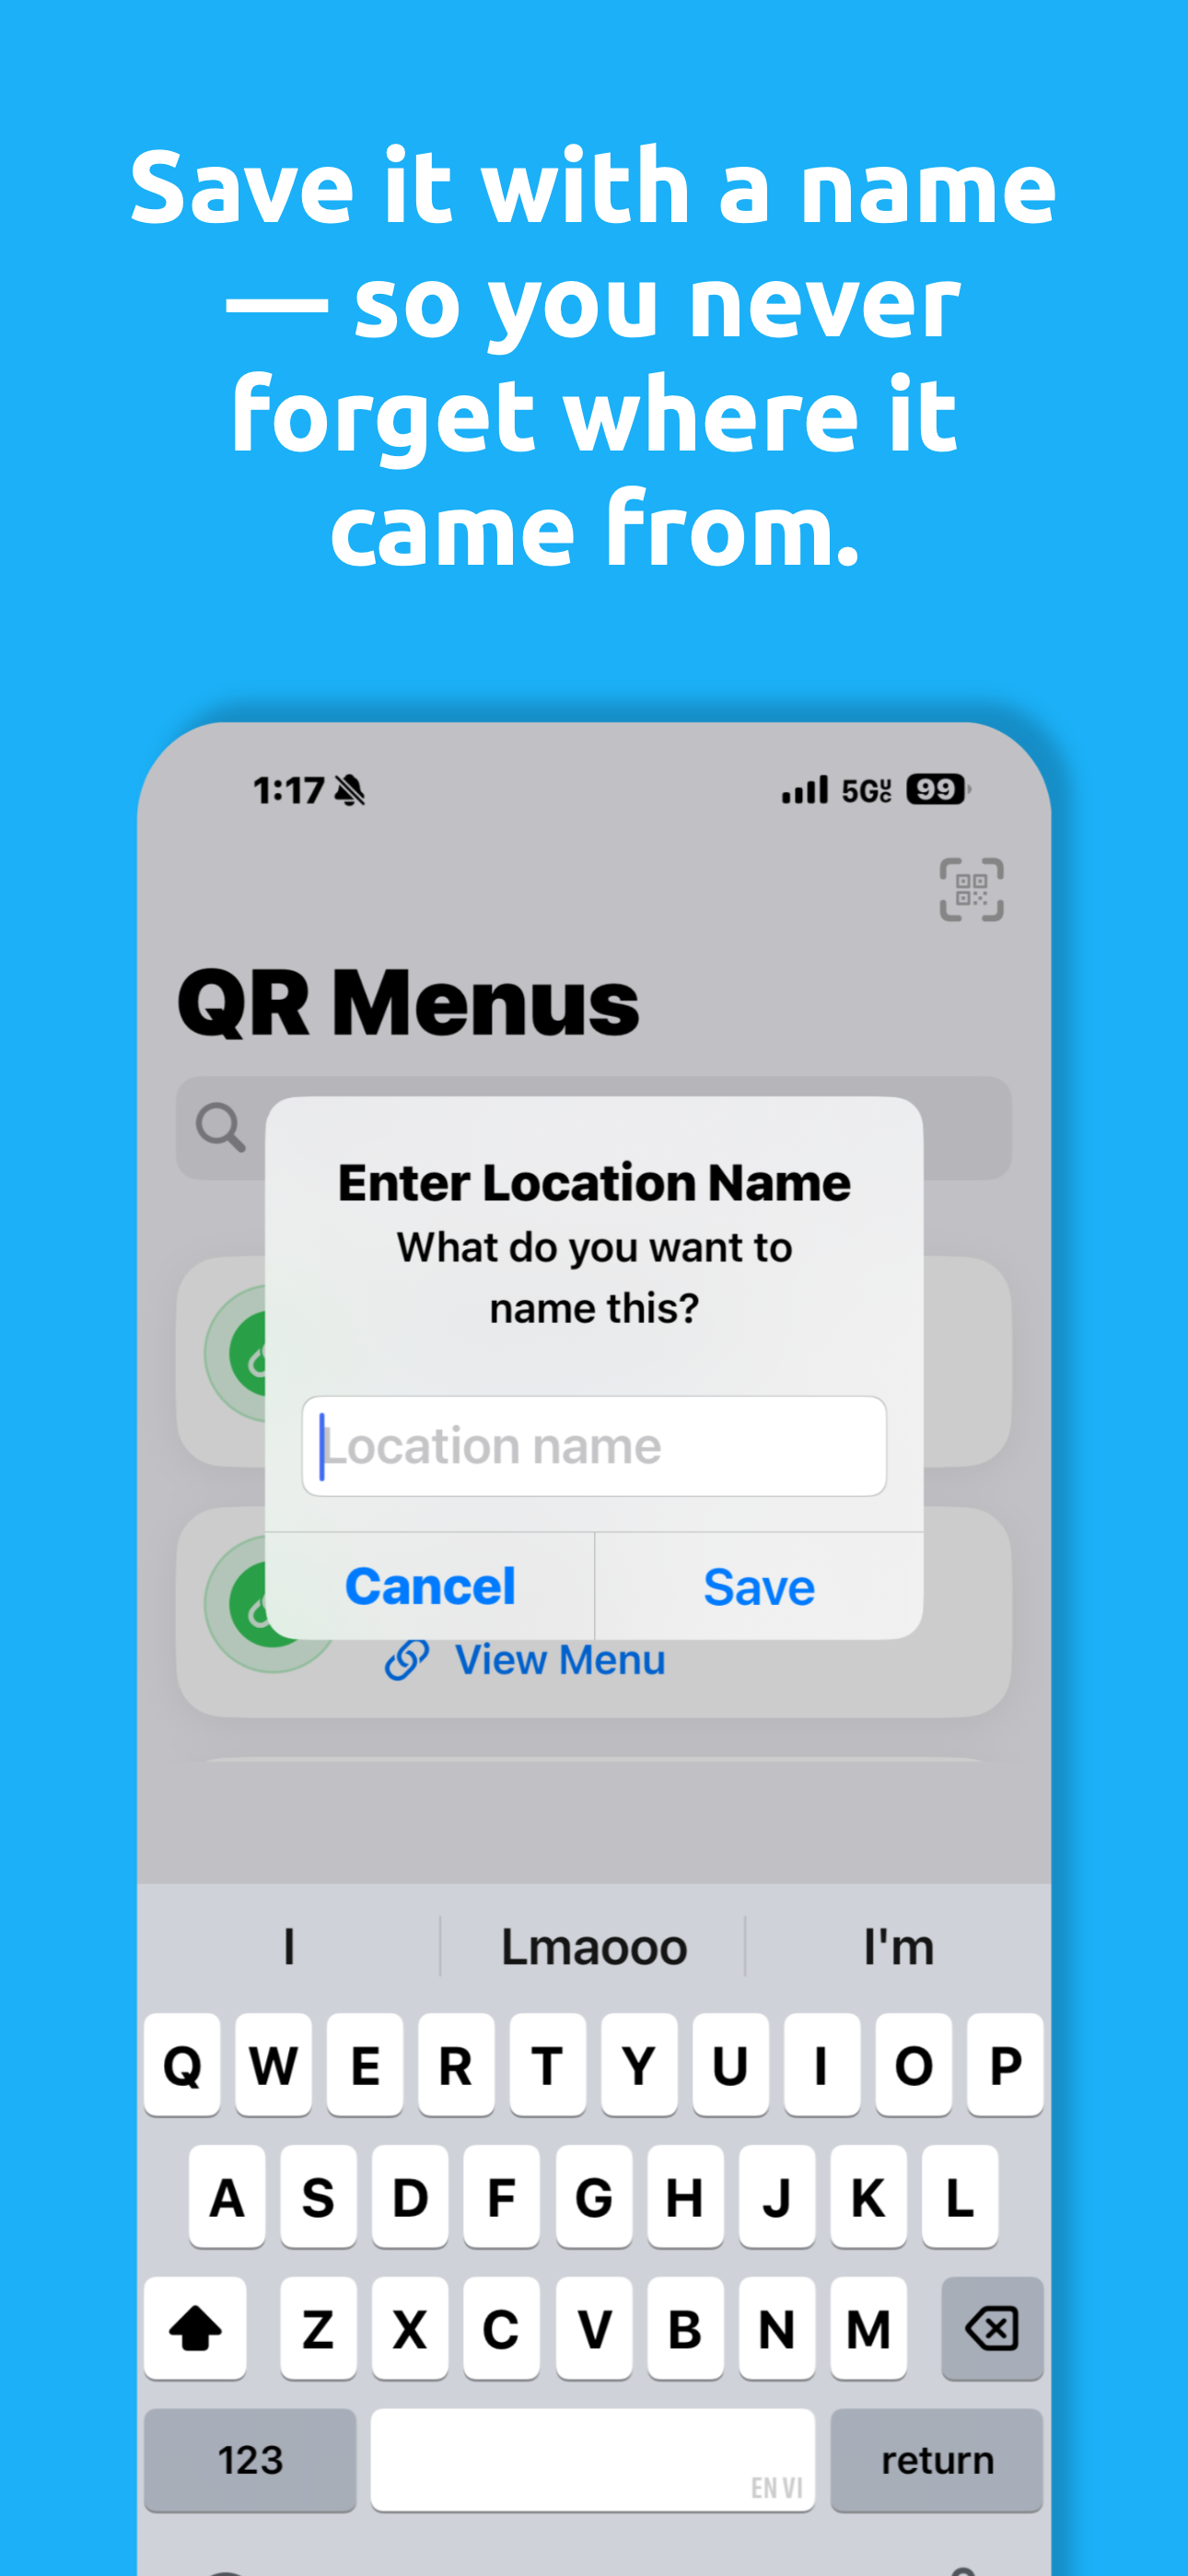 Save it with a name
— so you never
forget where it
came from.
1:17
5GUC 99
QR Menus
Enter Location Name
What do you want to
name this?
Location name
Cancel Save
View Menu
I Lmaooo I'm
Q W E R T Y U I O P
A S D F G H J K L
Z X C V B N M
123 EN VI return